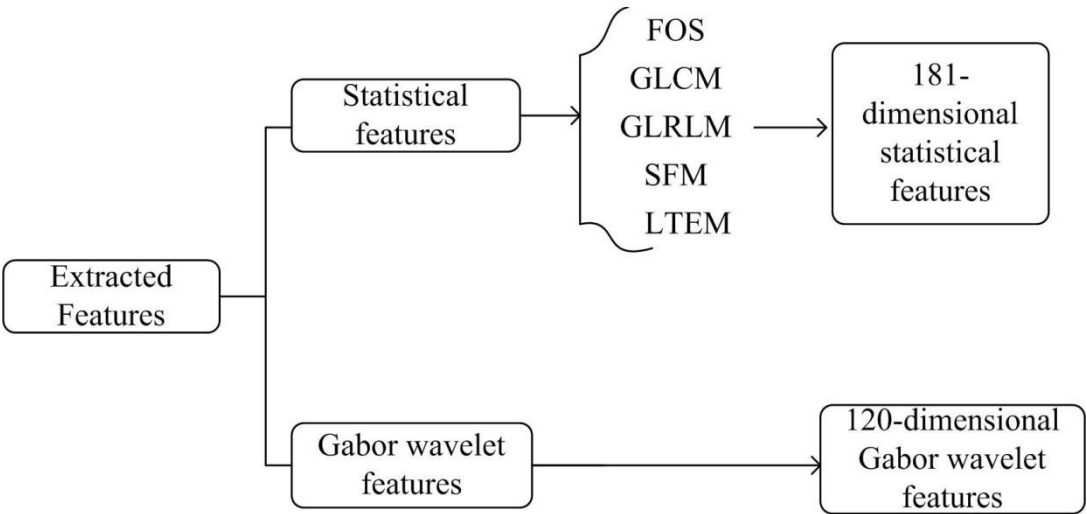 Extracted
Features
Statistical
features
FOS
GLCM
GLRLM
SFM
LTEM
181-
dimensional
statistical
features
Gabor wavelet
features
120-dimensional
Gabor wavelet
features